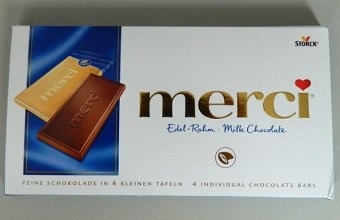 STORCK
merci
merci
merci
Edel-Rahm · Milk Chocolate
FEINE SCHOKOLADE IN 4 KLEINEN TAFELN · 4 INDIVIDUAL CHOCOLATE BARS